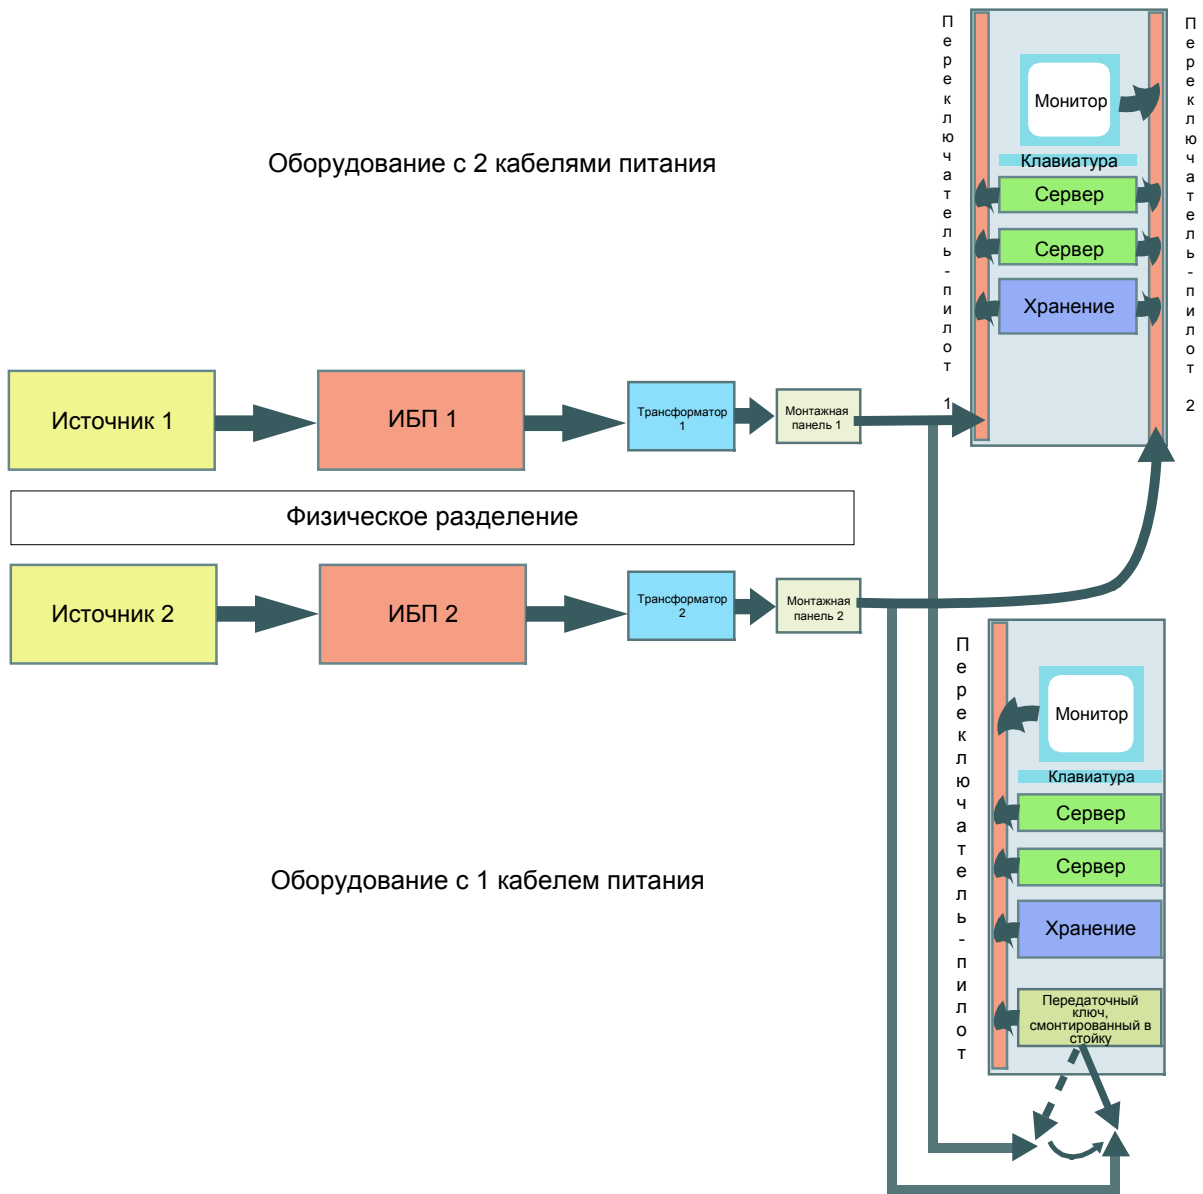 Оборудование с 2 кабелями питания
Переключатель-пилот 1
Монитор
Клавиатура
Сервер
Сервер
Хранение
Переключатель-пилот 2
Источник 1
ИБП 1
Трансформатор
1
Монтажная
панель 1
Физическое разделение
Источник 2
ИБП 2
Трансформатор
2
Монтажная
панель 2
Оборудование с 1 кабелем питания
Переключатель-пилот
Монитор
Клавиатура
Сервер
Сервер
Хранение
Передаточный
ключ,
смонтированный в
стойку